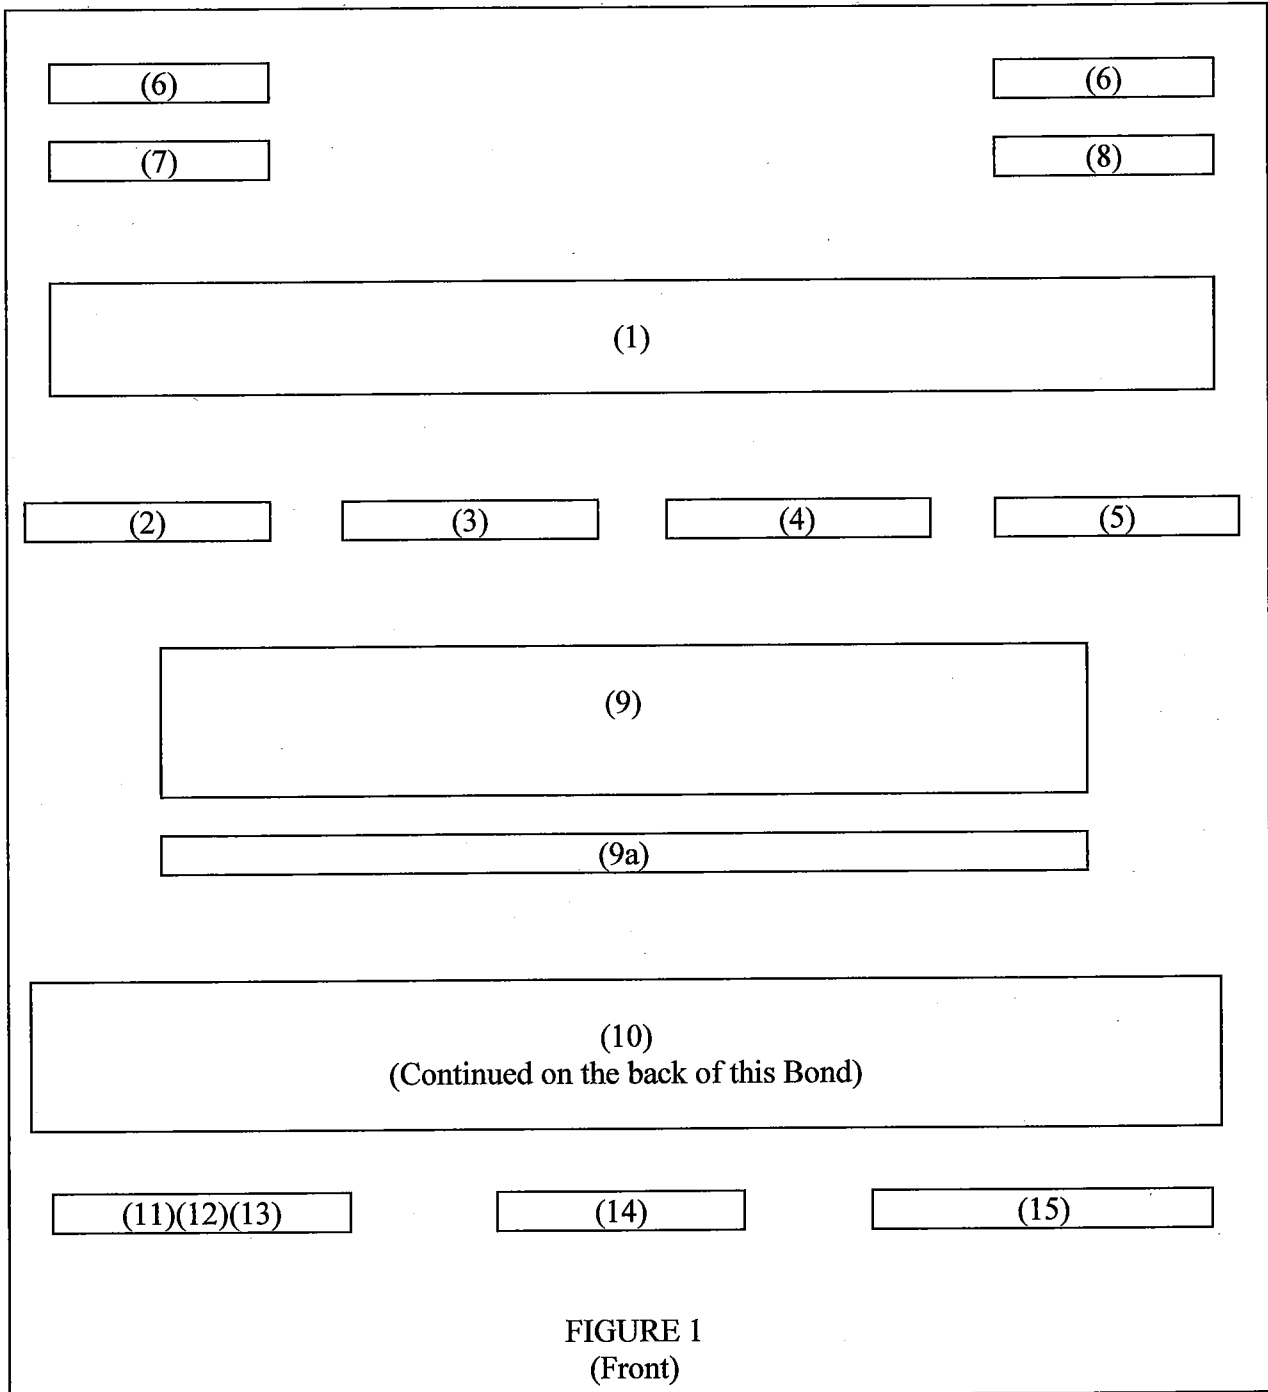 (6) (6)
(7) (8)
(1)
(2) (3) (4) (5)
(9)
(9a)
(10)
(Continued on the back of this Bond)
(11)(12)(13) (14) (15)
FIGURE 1
(Front)